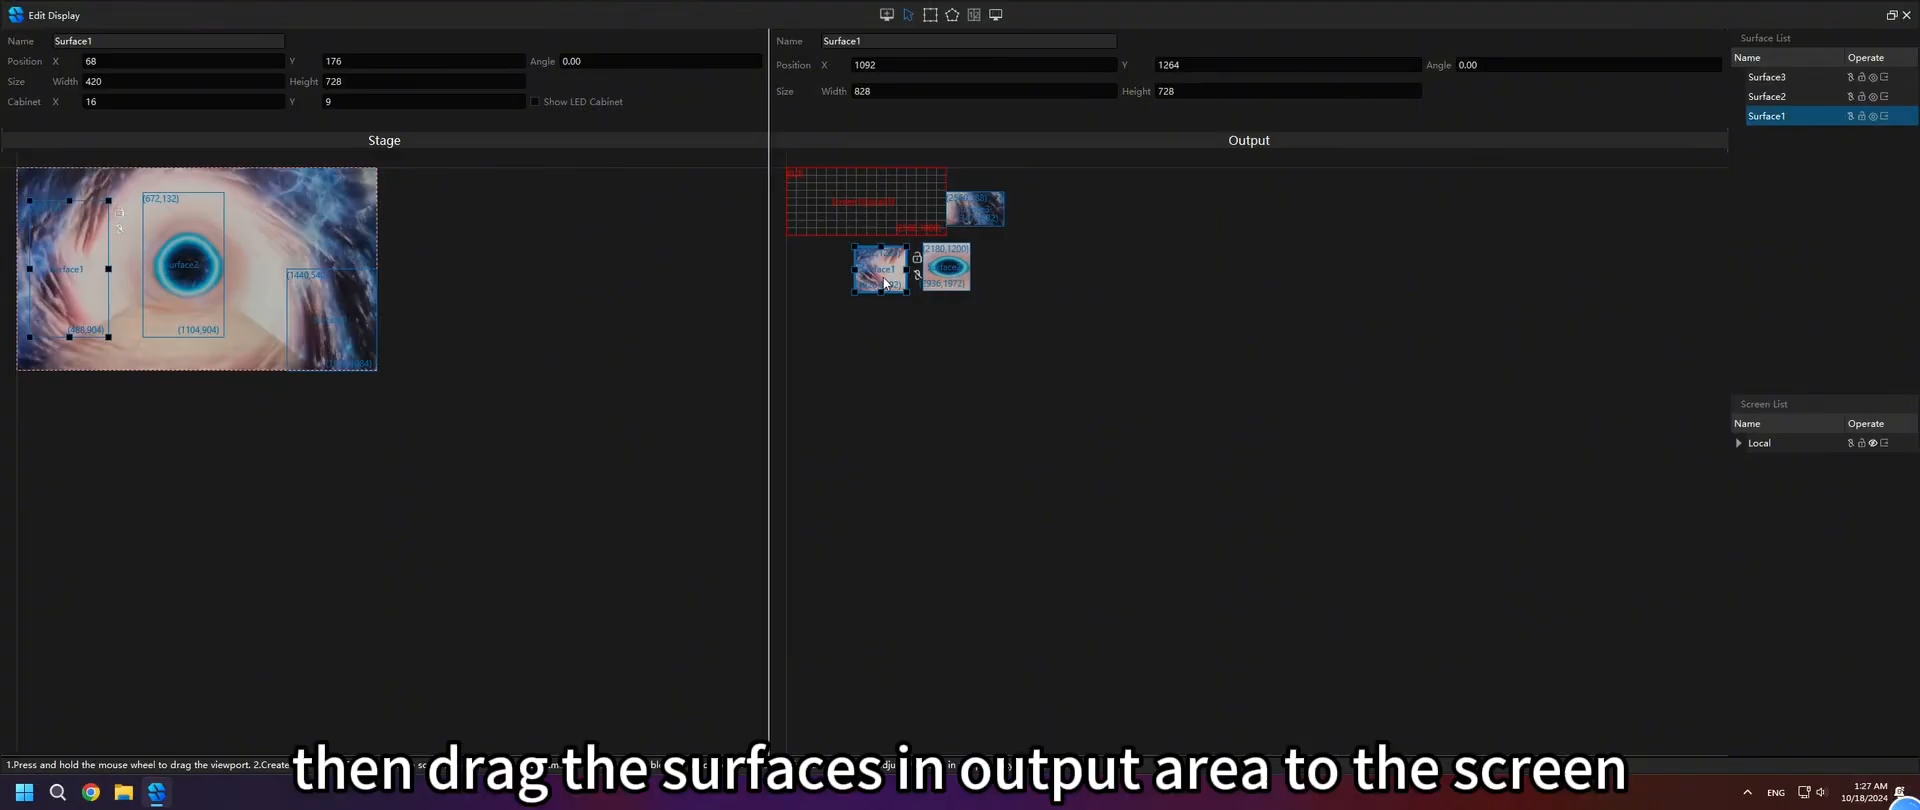 Edit Display
Name Surface1
Position X 68 Y 176 Angle 0.00
Size Width 420 Height 728
Cabinet X 16 Y 9 Show LED Cabinet
Name Surface1
Position X 1092 Y 1264 Angle 0.00
Size Width 828 Height 728
Surface List
Name Operate
Surface3
Surface2
Surface1
Stage
Output
(672,132)
(488,904)
(1104,904)
(2180,1200)
(2936,1972)
Screen List
Name Operate
Local
1.Press and hold the mouse wheel to drag the viewport. 2.Create
then drag the surfaces in output area to the screen
ENG
1:27 AM
10/18/2024